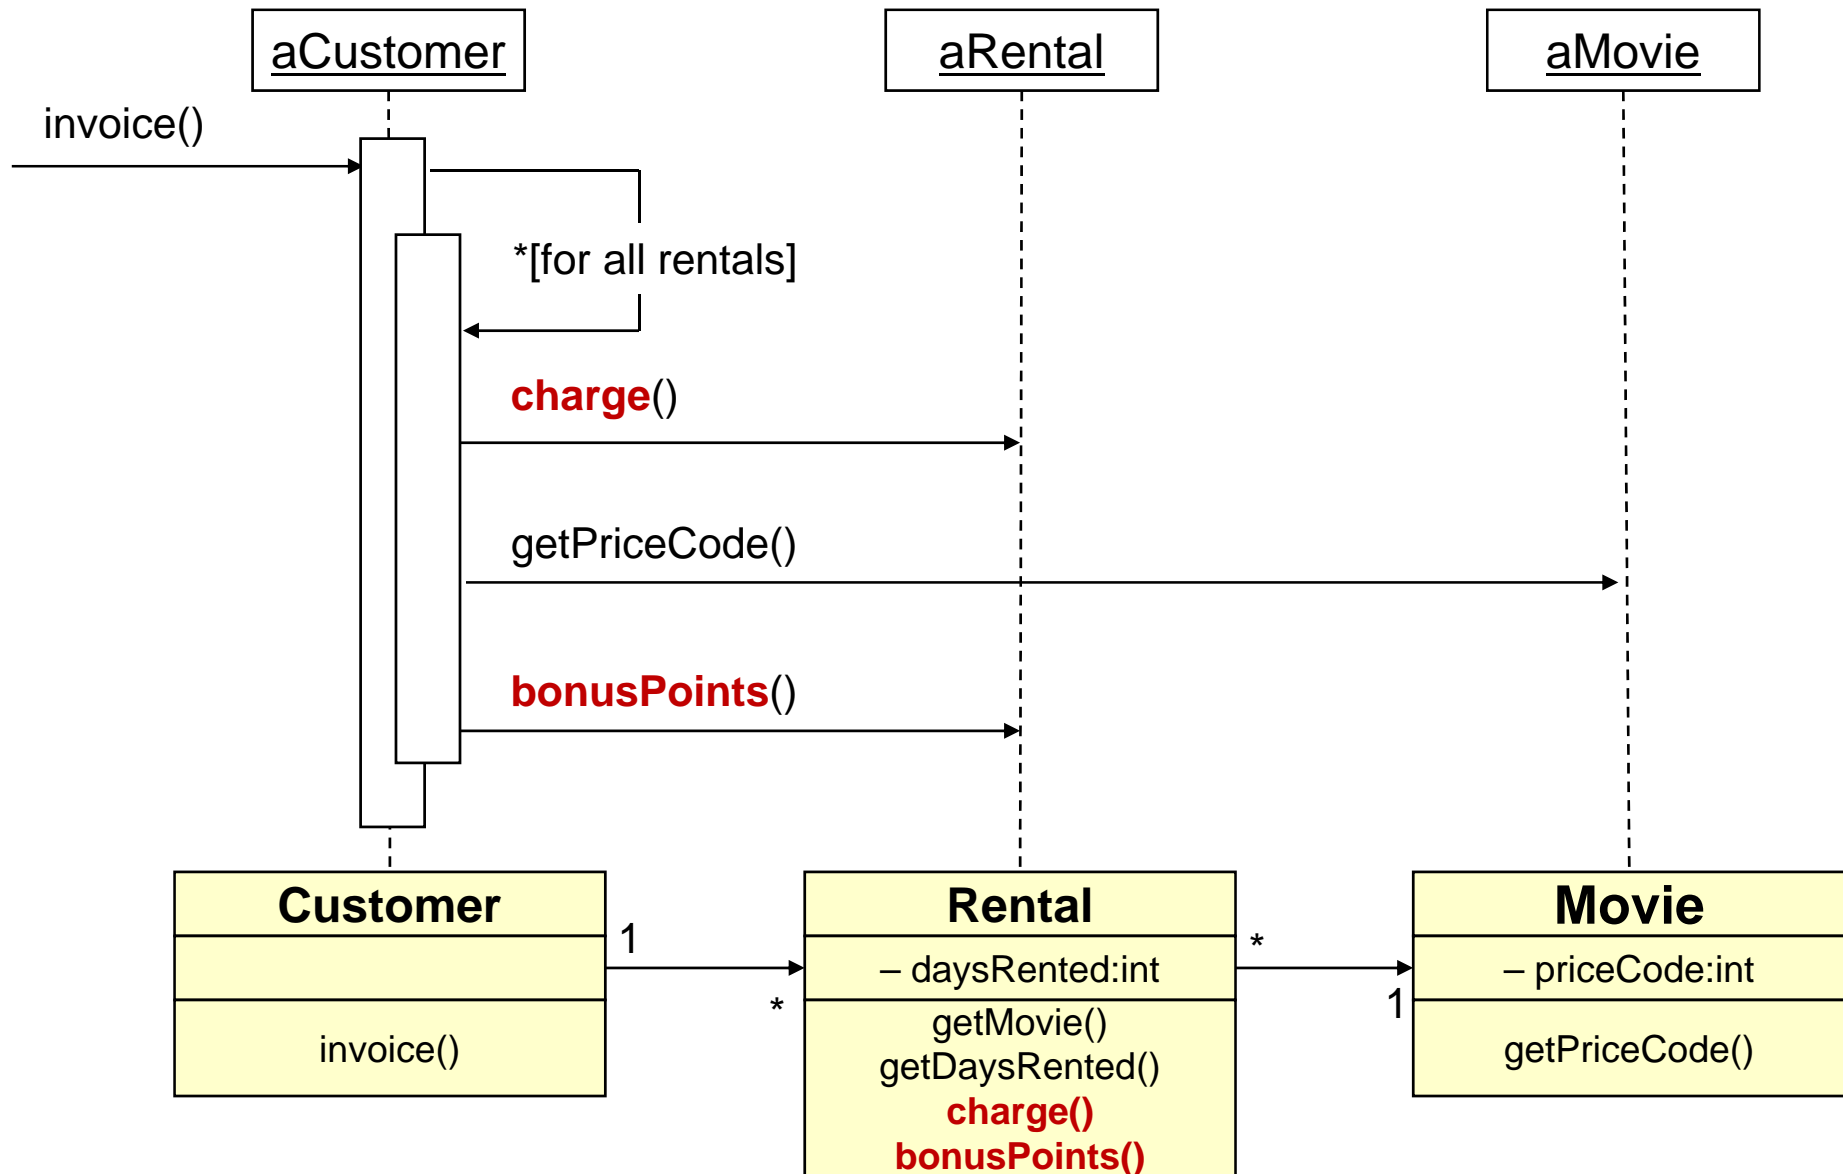 aCustomer
aRental
aMovie
invoice()
*[for all rentals]
charge()
getPriceCode()
bonusPoints()
Customer
invoice()
1
*
Rental
– daysRented:int
getMovie()
getDaysRented()
charge()
bonusPoints()
*
1
Movie
– priceCode:int
getPriceCode()